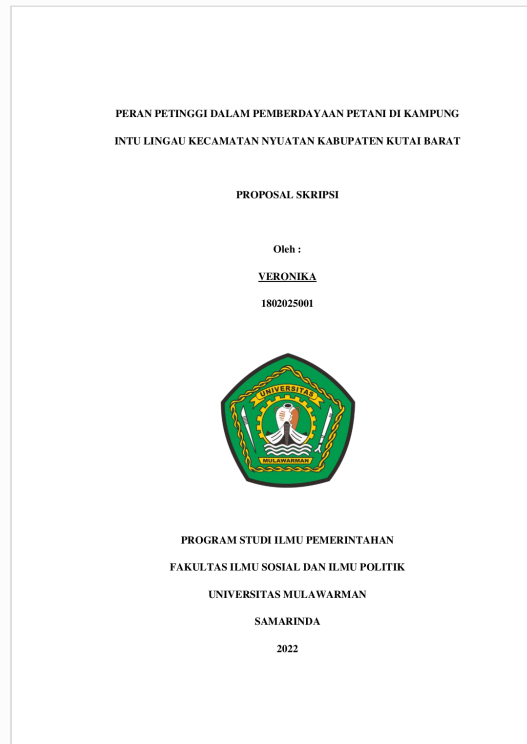 PERAN PETINGGI DALAM PEMBERDAYAAN PETANI DI KAMPUNG
INTU LINGAU KECAMATAN NYUATAN KABUPATEN KUTAI BARAT
PROPOSAL SKRIPSI
Oleh :
VERONIKA
1802025001
UNIVERSITAS
MULAWARMAN
PROGRAM STUDI ILMU PEMERINTAHAN
FAKULTAS ILMU SOSIAL DAN ILMU POLITIK
UNIVERSITAS MULAWARMAN
SAMARINDA
2022